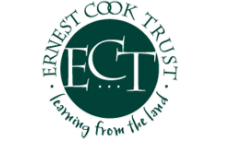 ERNEST COOK TRUST
ECT
learning from the land